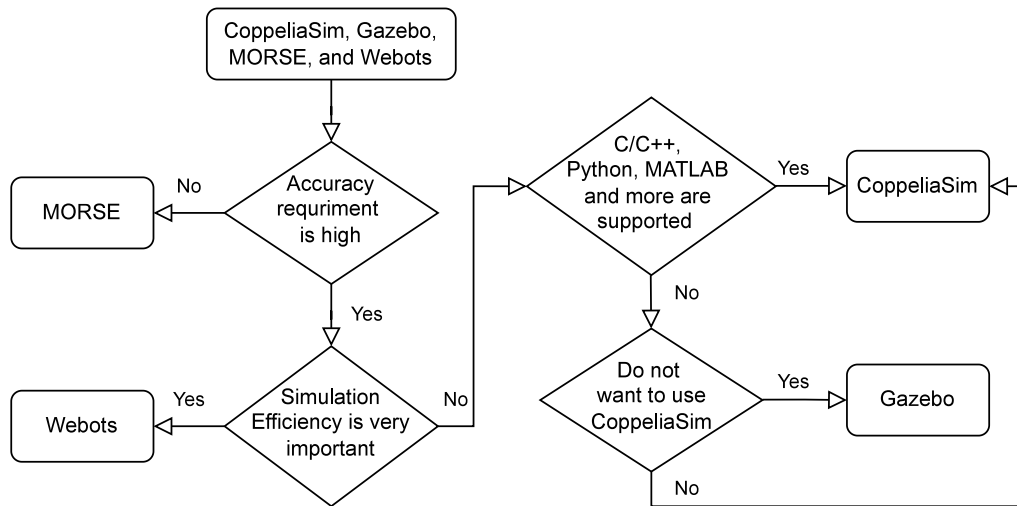 CoppeliaSim, Gazebo,
MORSE, and Webots
No
Accuracy
requriment
is high
MORSE
Yes
Simulation
Efficiency is very
important
Yes
Webots
No
C/C++,
Python, MATLAB
and more are
supported
Yes
CoppeliaSim
No
Do not
want to use
CoppeliaSim
Yes
Gazebo
No